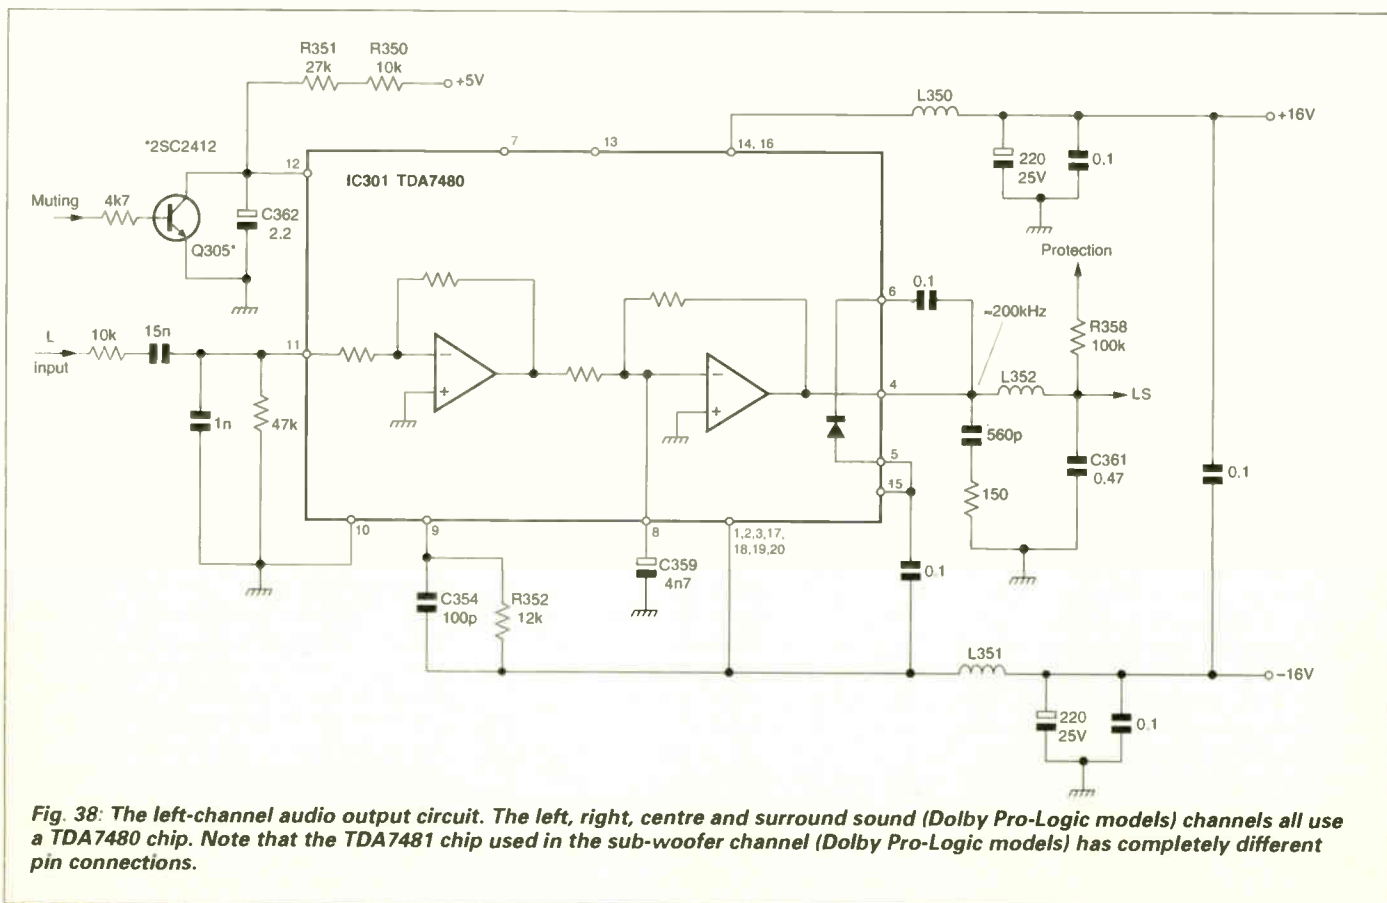 R351 R350
27k 10k
+5V
L350
+16V
*2SC2412
7
13
14, 16
12
220
25V
0.1
IC301 TDA7480
Muting
4k7
C362
2.2
Q305*
Protection
6
0.1
≈200kHz
R358
100k
L
input
10k
15n
11
L352
4
LS
1n
47k
560p
5
C361
0.47
0.1
15
150
10
9
8
1,2,3,17,
18,19,20
C359
4n7
0.1
C354
100p
R352
12k
L351
−16V
220
25V
0.1
Fig. 38: The left-channel audio output circuit. The left, right, centre and surround sound (Dolby Pro-Logic models) channels all use
a TDA7480 chip. Note that the TDA7481 chip used in the sub-woofer channel (Dolby Pro-Logic models) has completely different
pin connections.